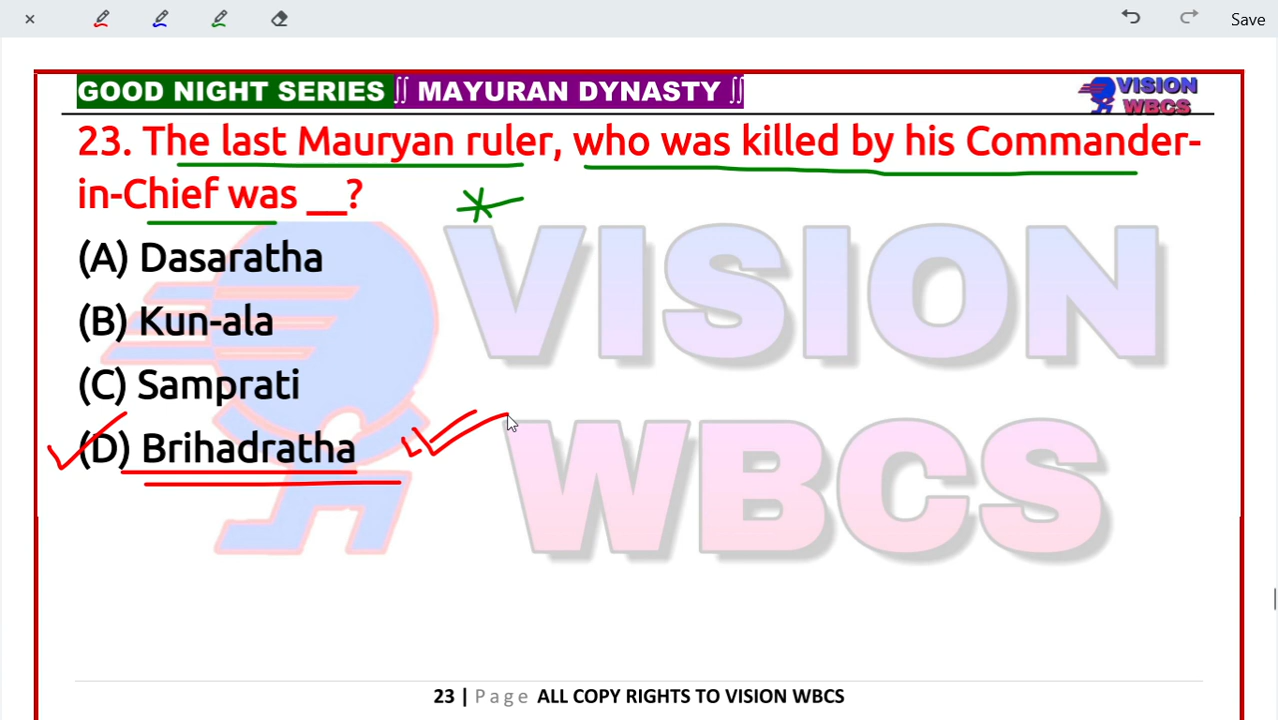 Save
GOOD NIGHT SERIES ∬ MAYURAN DYNASTY ∬
VISION
WBCS
23. The last Mauryan ruler, who was killed by his Commander-
in-Chief was __?
(A) Dasaratha
(B) Kun-ala
(C) Samprati
(D) Brihadratha
VISION
WBCS
23 | Page ALL COPY RIGHTS TO VISION WBCS